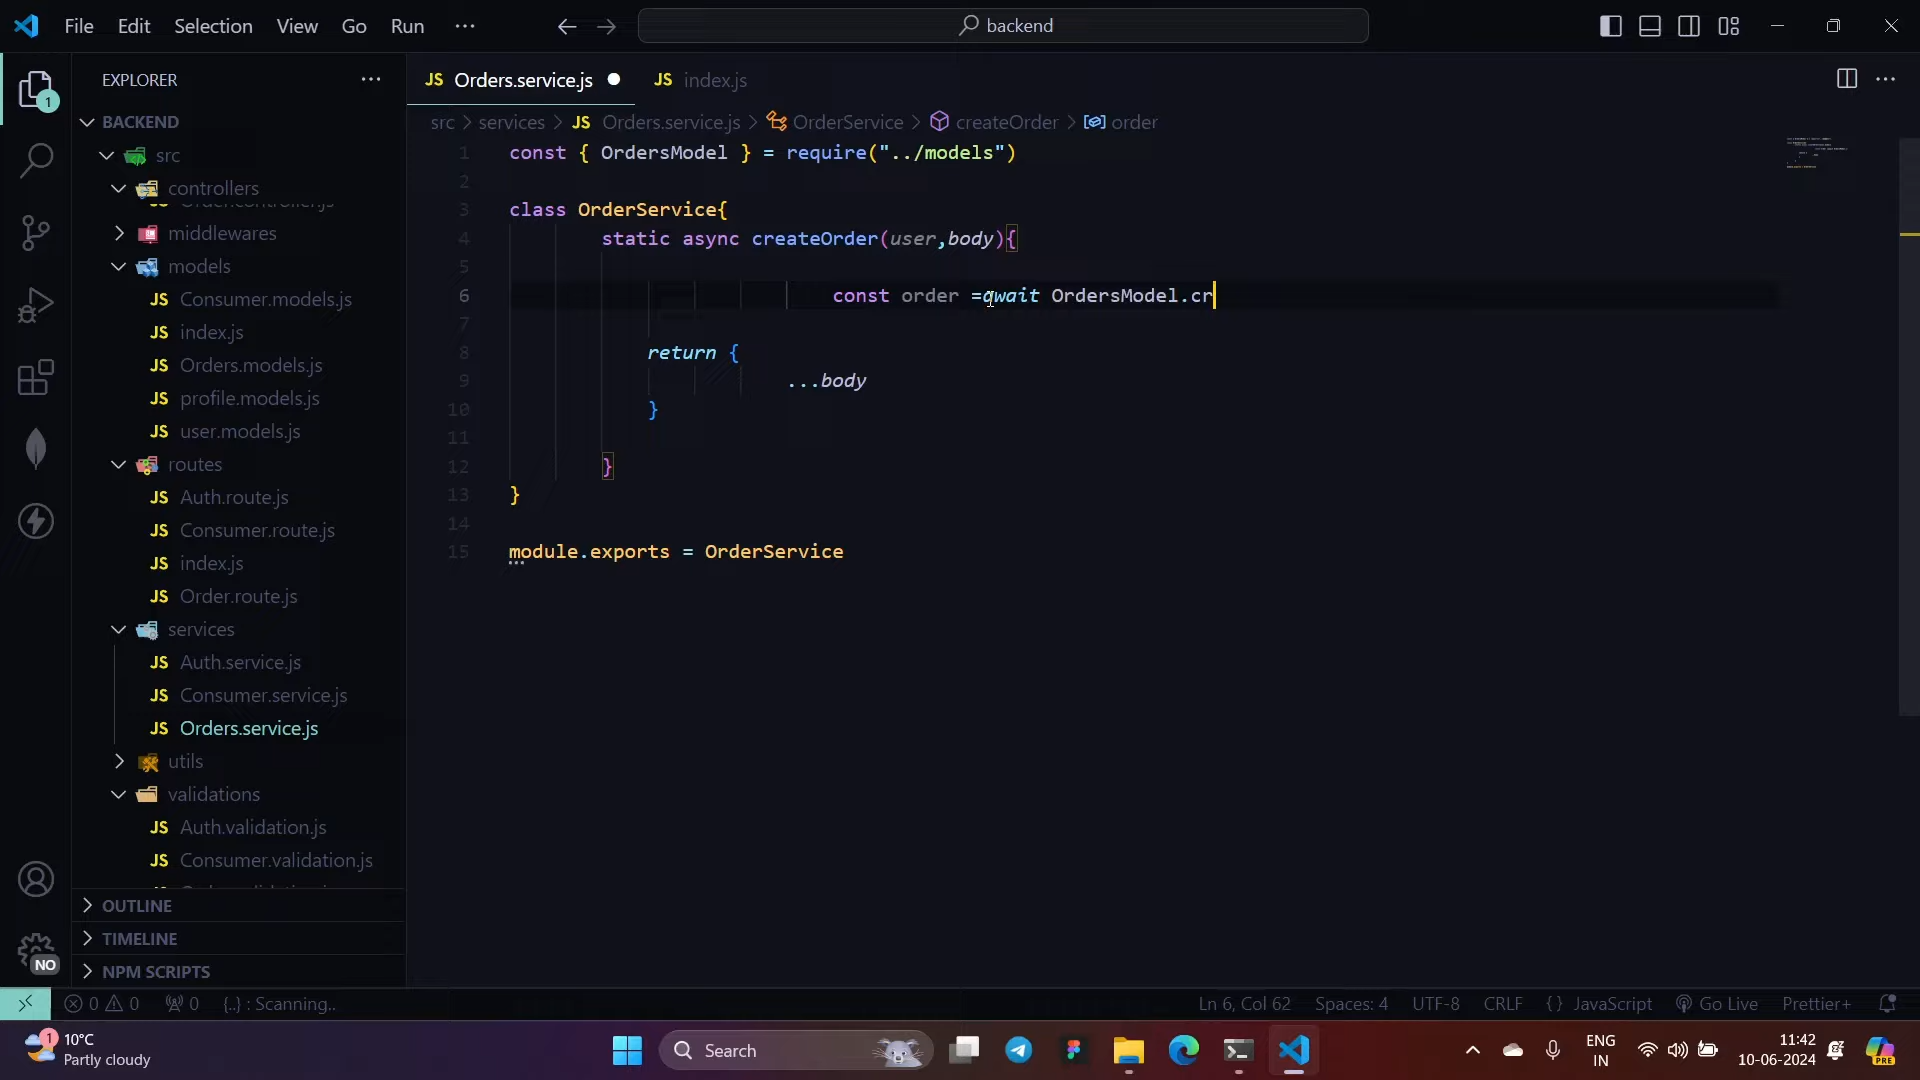 File Edit Selection View Go Run ··· backend
EXPLORER ···
JS Orders.service.js JS index.js
BACKEND
src > services > JS Orders.service.js > OrderService > createOrder > order
src
controllers
Order.controller.js
middlewares
models
JS Consumer.models.js
JS index.js
JS Orders.models.js
JS profile.models.js
JS user.models.js
routes
JS Auth.route.js
JS Consumer.route.js
JS index.js
JS Order.route.js
services
JS Auth.service.js
JS Consumer.service.js
JS Orders.service.js
utils
validations
JS Auth.validation.js
JS Consumer.validation.js
OUTLINE
TIMELINE
NPM SCRIPTS
1 const { OrdersModel } = require("../models")
2
3 class OrderService{
4 static async createOrder(user,body){
5
6 const order =await OrdersModel.cr
7
8 return {
9 ...body
10 }
11
12 }
13 }
14
15 module.exports = OrderService
1
NO
0 0 0 {..} : Scanning.. Ln 6, Col 62 Spaces: 4 UTF-8 CRLF { } JavaScript Go Live Prettier+
1 10°C
Partly cloudy
Search
ENG
IN
11:42
10-06-2024
PRE